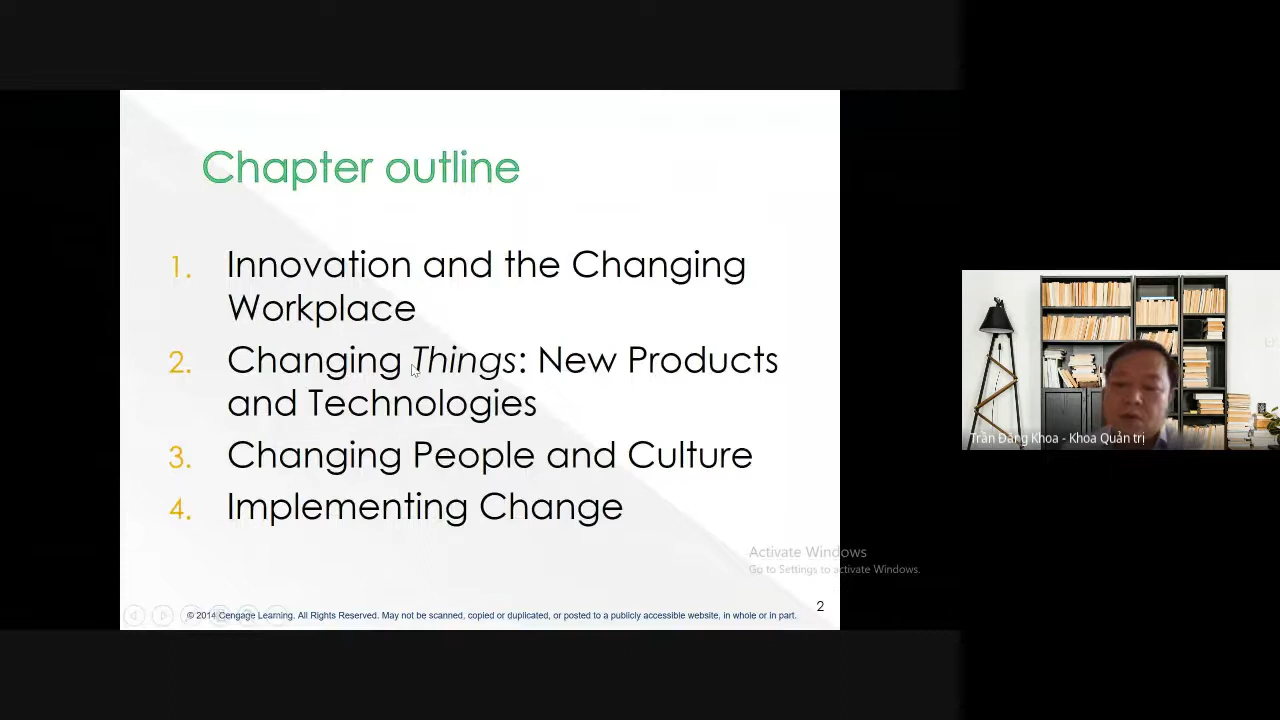 Chapter outline
1. Innovation and the Changing
Workplace
2. Changing Things: New Products
and Technologies
3. Changing People and Culture
4. Implementing Change
Activate Windows
Go to Settings to activate Windows.
2
© 2014 Cengage Learning. All Rights Reserved. May not be scanned, copied or duplicated, or posted to a publicly accessible website, in whole or in part.
Trần Đăng Khoa - Khoa Quản trị